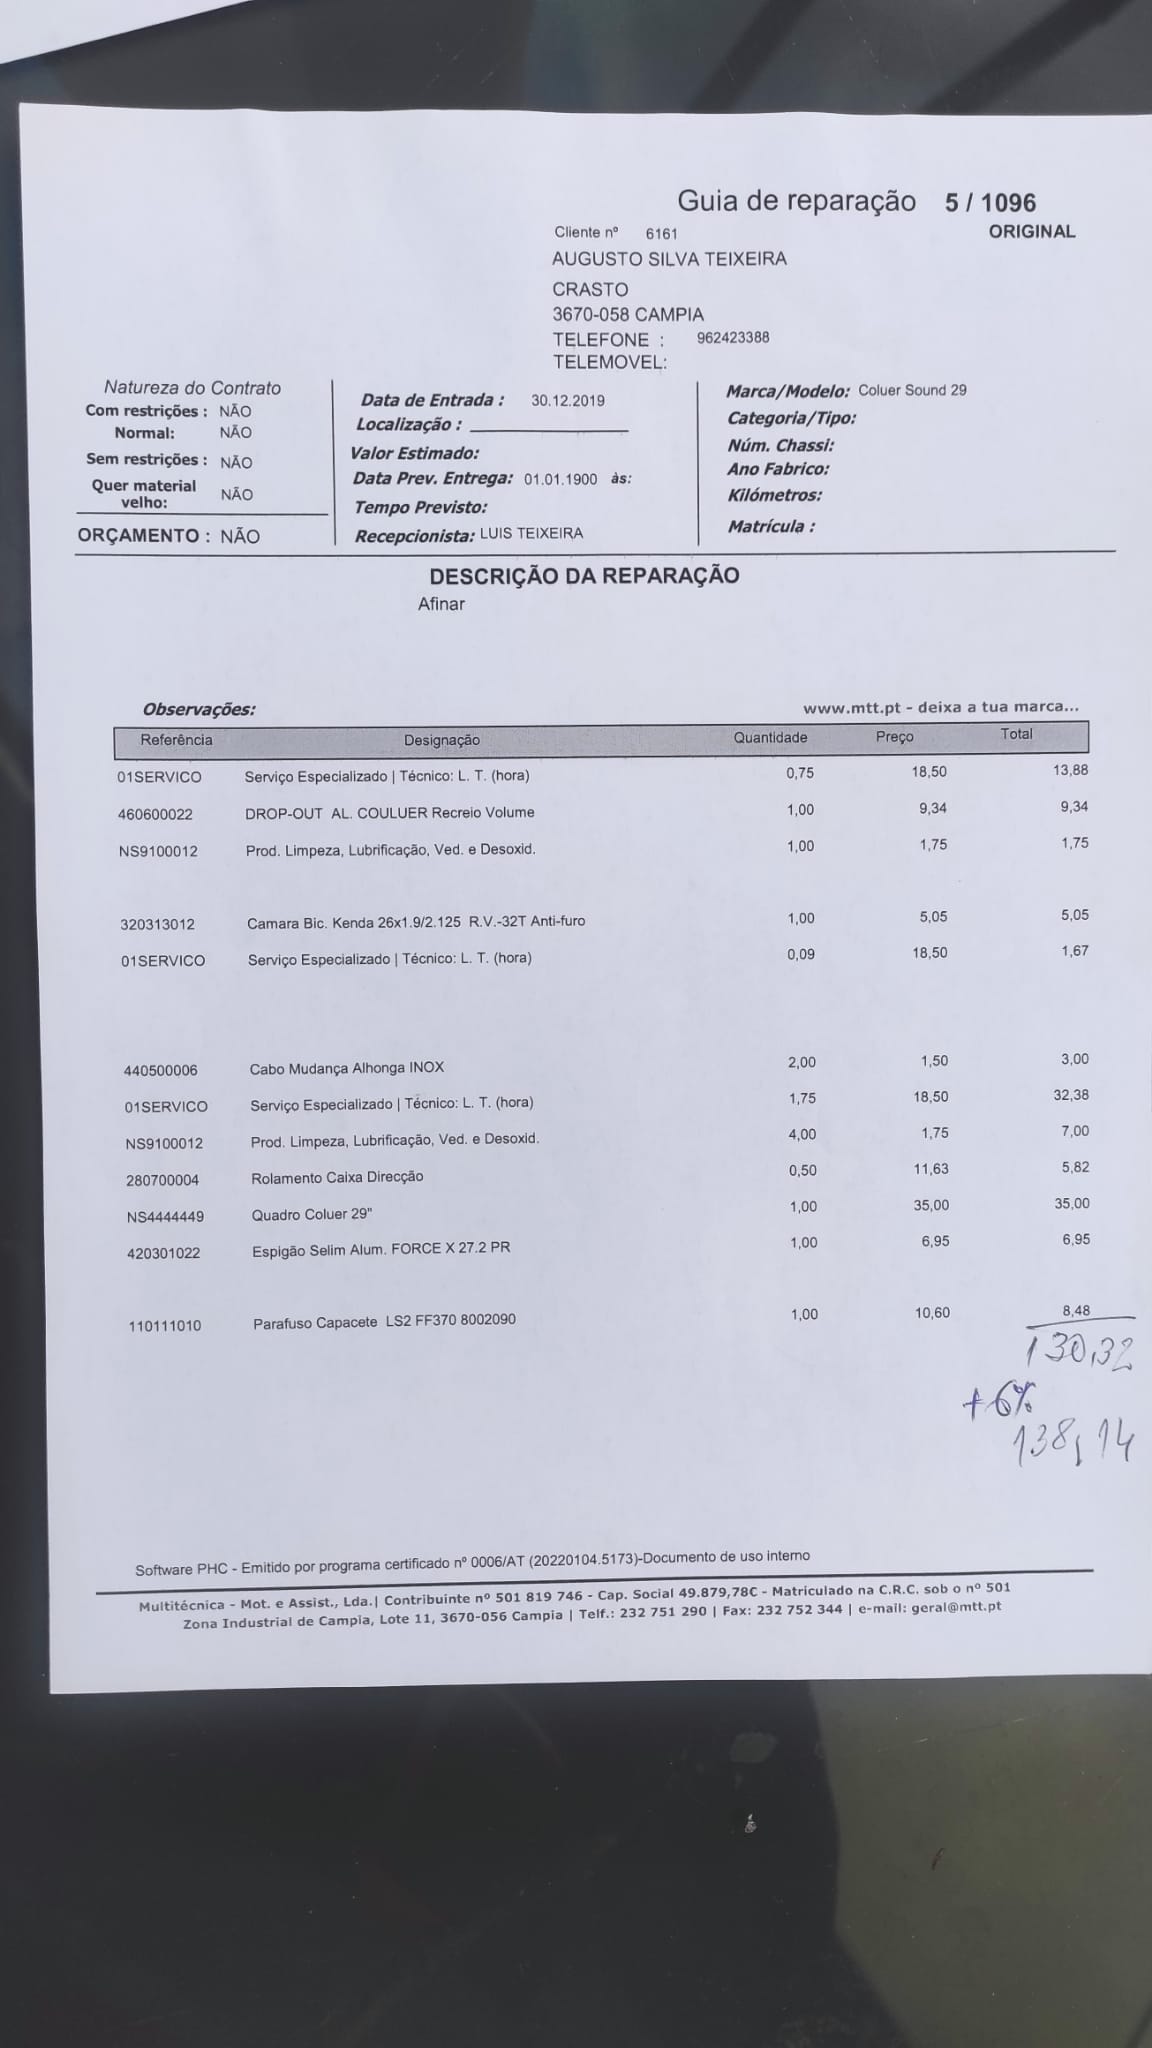 Guia de reparação 5 / 1096
ORIGINAL
Cliente nº 6161
AUGUSTO SILVA TEIXEIRA
CRASTO
3670-058 CAMPIA
TELEFONE : 962423388
TELEMOVEL:
Natureza do Contrato
Com restrições : NÃO
Normal: NÃO
Sem restrições : NÃO
Quer material velho: NÃO
ORÇAMENTO : NÃO
Data de Entrada : 30.12.2019
Localização :
Valor Estimado:
Data Prev. Entrega: 01.01.1900 às:
Tempo Previsto:
Recepcionista: LUIS TEIXEIRA
Marca/Modelo: Coluer Sound 29
Categoria/Tipo:
Núm. Chassi:
Ano Fabrico:
Kilómetros:
Matrícula :
DESCRIÇÃO DA REPARAÇÃO
Afinar
Observações: www.mtt.pt - deixa a tua marca...
Referência Designação Quantidade Preço Total
01SERVICO Serviço Especializado | Técnico: L. T. (hora) 0,75 18,50 13,88
460600022 DROP-OUT AL. COULUER Recreio Volume 1,00 9,34 9,34
NS9100012 Prod. Limpeza, Lubrificação, Ved. e Desoxid. 1,00 1,75 1,75
320313012 Camara Bic. Kenda 26x1.9/2.125 R.V.-32T Anti-furo 1,00 5,05 5,05
01SERVICO Serviço Especializado | Técnico: L. T. (hora) 0,09 18,50 1,67
440500006 Cabo Mudança Alhonga INOX 2,00 1,50 3,00
01SERVICO Serviço Especializado | Técnico: L. T. (hora) 1,75 18,50 32,38
NS9100012 Prod. Limpeza, Lubrificação, Ved. e Desoxid. 4,00 1,75 7,00
280700004 Rolamento Caixa Direcção 0,50 11,63 5,82
NS4444449 Quadro Coluer 29" 1,00 35,00 35,00
420301022 Espigão Selim Alum. FORCE X 27.2 PR 1,00 6,95 6,95
110111010 Parafuso Capacete LS2 FF370 8002090 1,00 10,60 8,48
130,32
+6%
138,14
Software PHC - Emitido por programa certificado nº 0006/AT (20220104.5173)-Documento de uso interno
Multitécnica - Mot. e Assist., Lda.| Contribuinte nº 501 819 746 - Cap. Social 49.879,78C - Matriculado na C.R.C. sob o nº 501
Zona Industrial de Campia, Lote 11, 3670-056 Campia | Telf.: 232 751 290 | Fax: 232 752 344 | e-mail: geral@mtt.pt